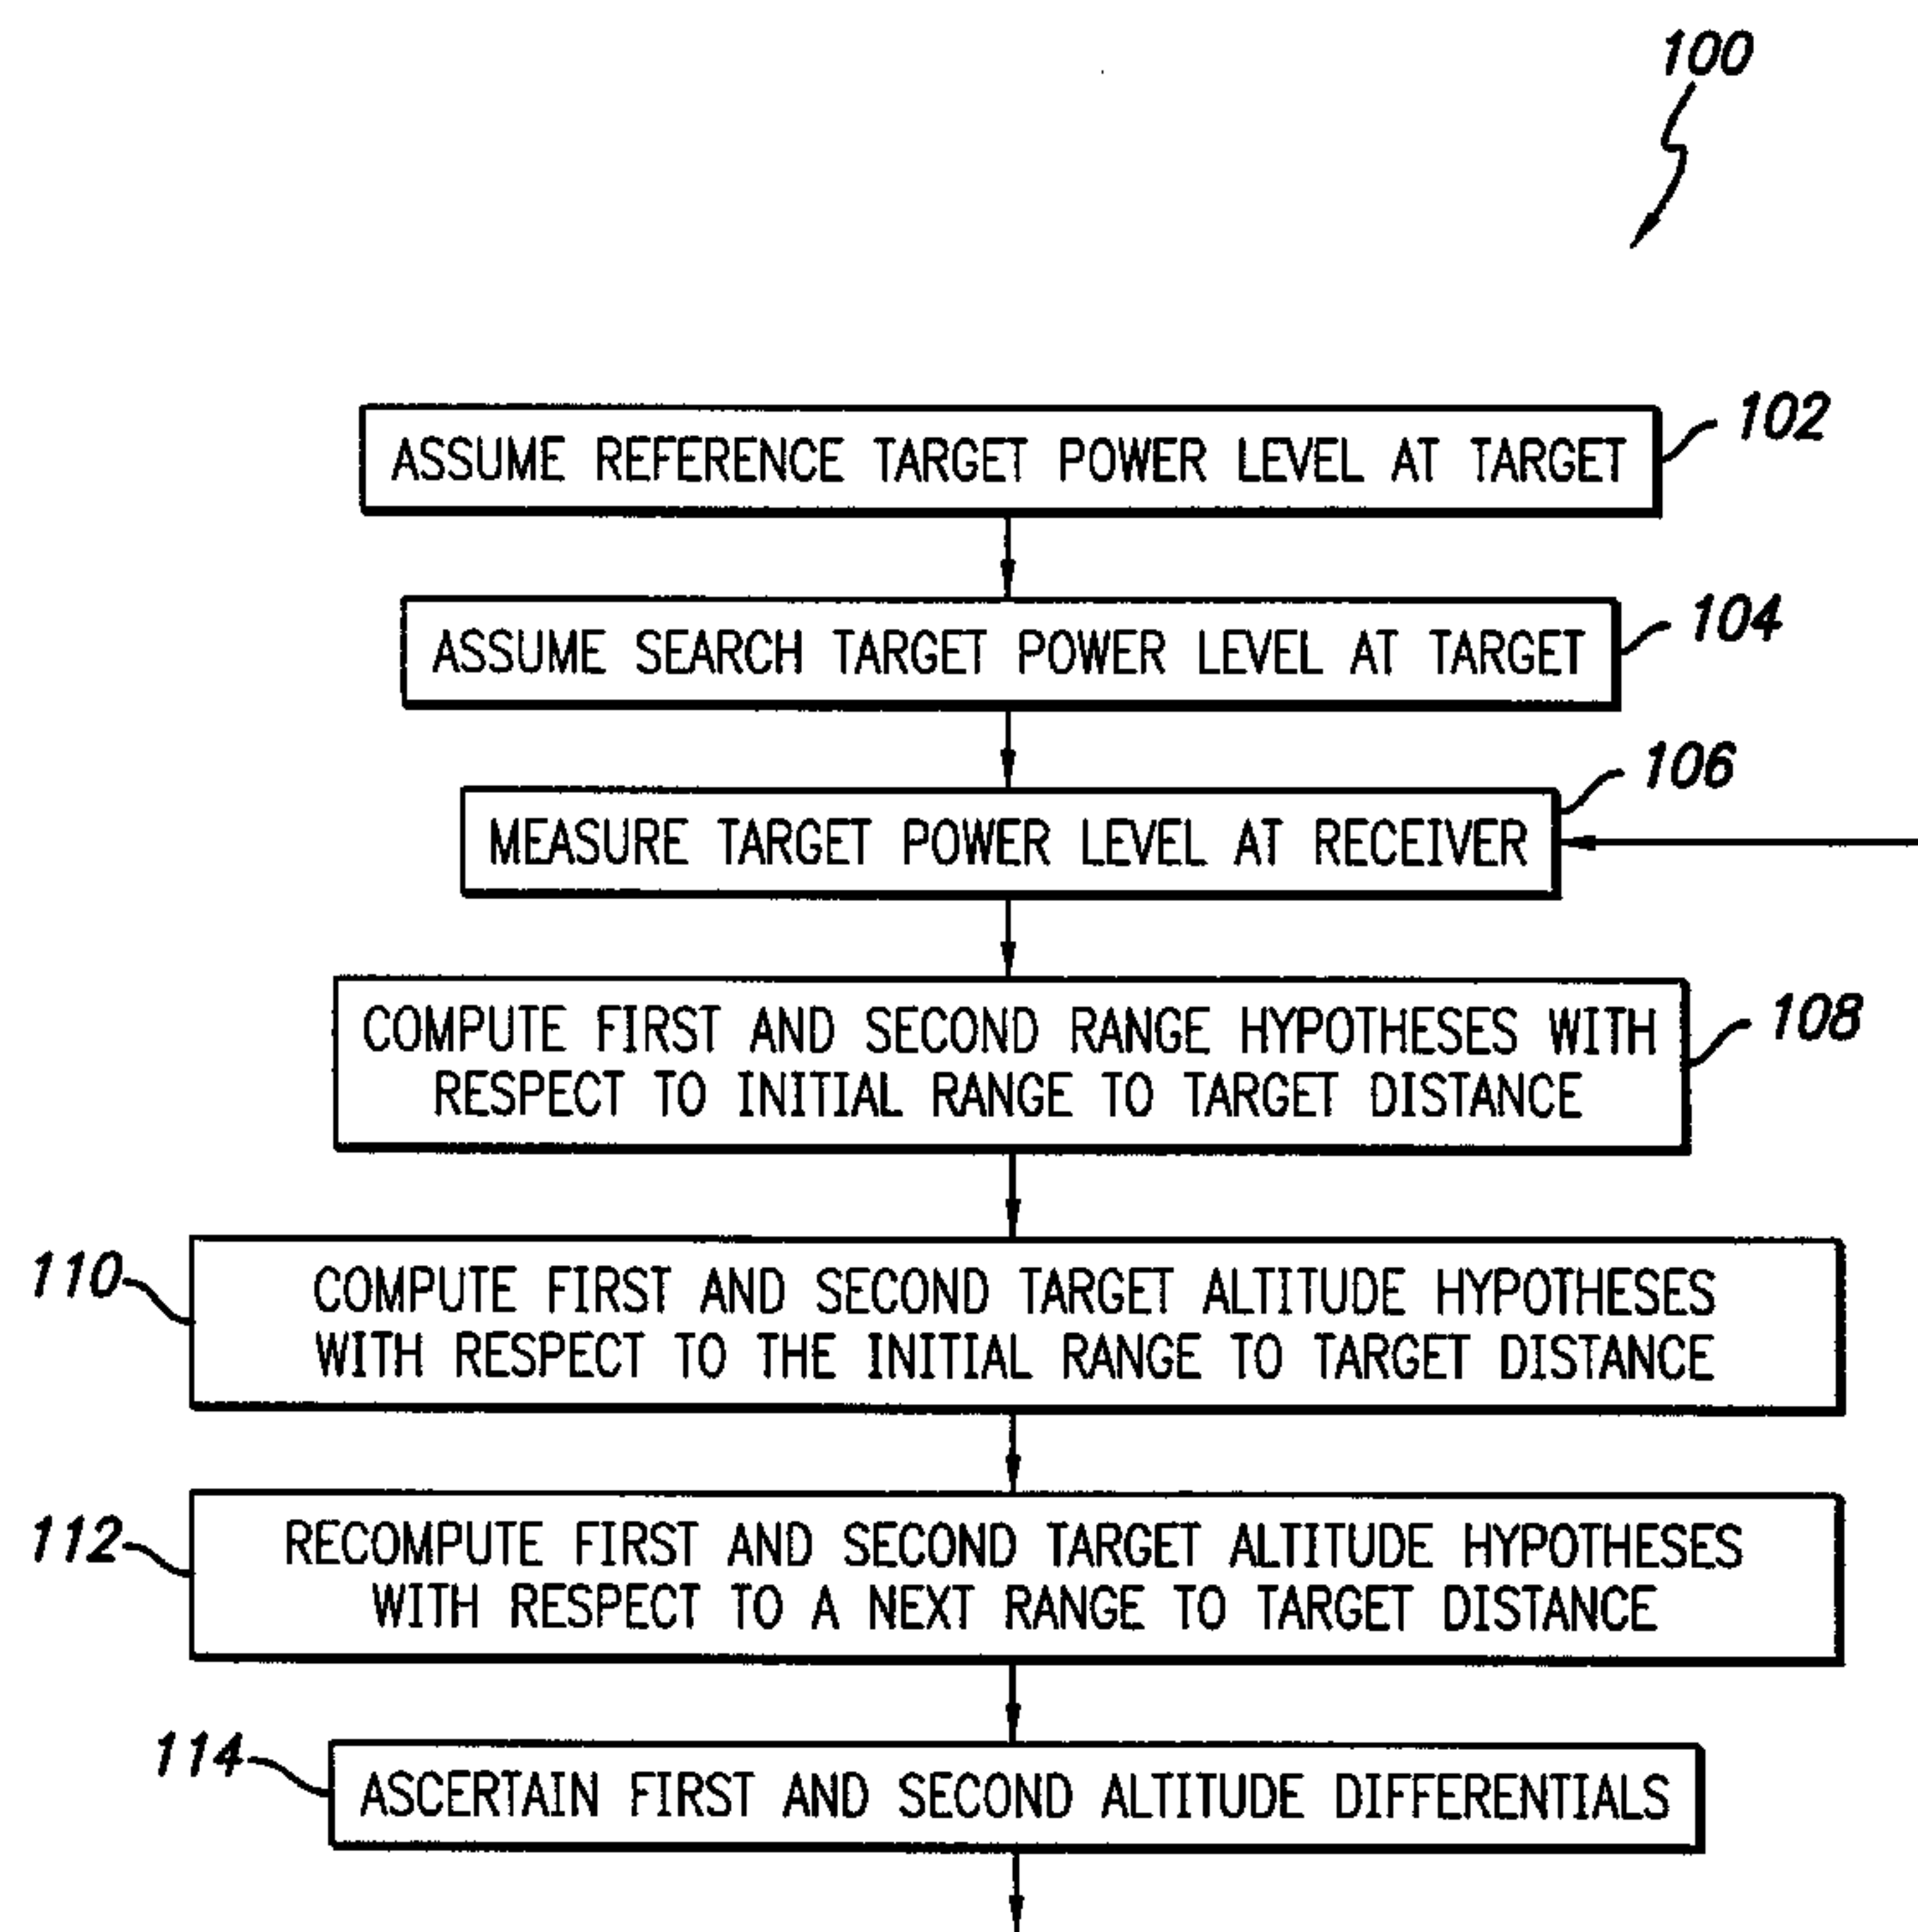 100
ASSUME REFERENCE TARGET POWER LEVEL AT TARGET
102
ASSUME SEARCH TARGET POWER LEVEL AT TARGET
104
MEASURE TARGET POWER LEVEL AT RECEIVER
106
COMPUTE FIRST AND SECOND RANGE HYPOTHESES WITH
RESPECT TO INITIAL RANGE TO TARGET DISTANCE
108
110
COMPUTE FIRST AND SECOND TARGET ALTITUDE HYPOTHESES
WITH RESPECT TO THE INITIAL RANGE TO TARGET DISTANCE
112
RECOMPUTE FIRST AND SECOND TARGET ALTITUDE HYPOTHESES
WITH RESPECT TO A NEXT RANGE TO TARGET DISTANCE
114
ASCERTAIN FIRST AND SECOND ALTITUDE DIFFERENTIALS